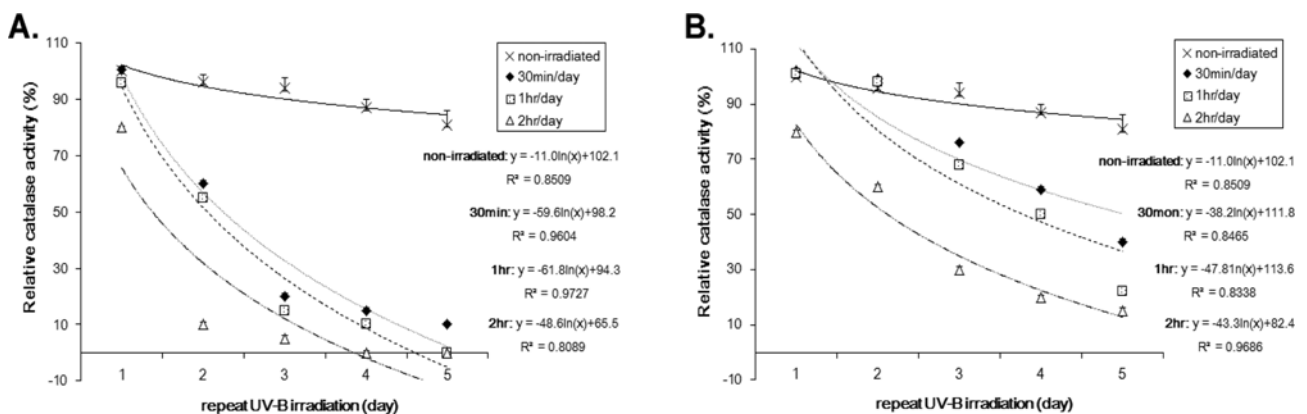 A.
110
90
70
50
30
10
-10
Relative catalase activity (%)
1 2 3 4 5
repeat UV-B irradiation (day)
non-irradiated
30min/day
1hr/day
2hr/day
non-irradiated: y = -11.0ln(x)+102.1
R² = 0.8509
30min: y = -59.6ln(x)+98.2
R² = 0.9604
1hr: y = -61.8ln(x)+94.3
R² = 0.9727
2hr: y = -48.6ln(x)+65.5
R² = 0.8089
B.
110
90
70
50
30
10
-10
Relative catalase activity (%)
1 2 3 4 5
repeat UV-B irradiation (day)
non-irradiated
30min/day
1hr/day
2hr/day
non-irradiated: y = -11.0ln(x)+102.1
R² = 0.8509
30mon: y = -38.2ln(x)+111.8
R² = 0.8465
1hr: y = -47.81ln(x)+113.6
R² = 0.8338
2hr: y = -43.3ln(x)+82.4
R² = 0.9686